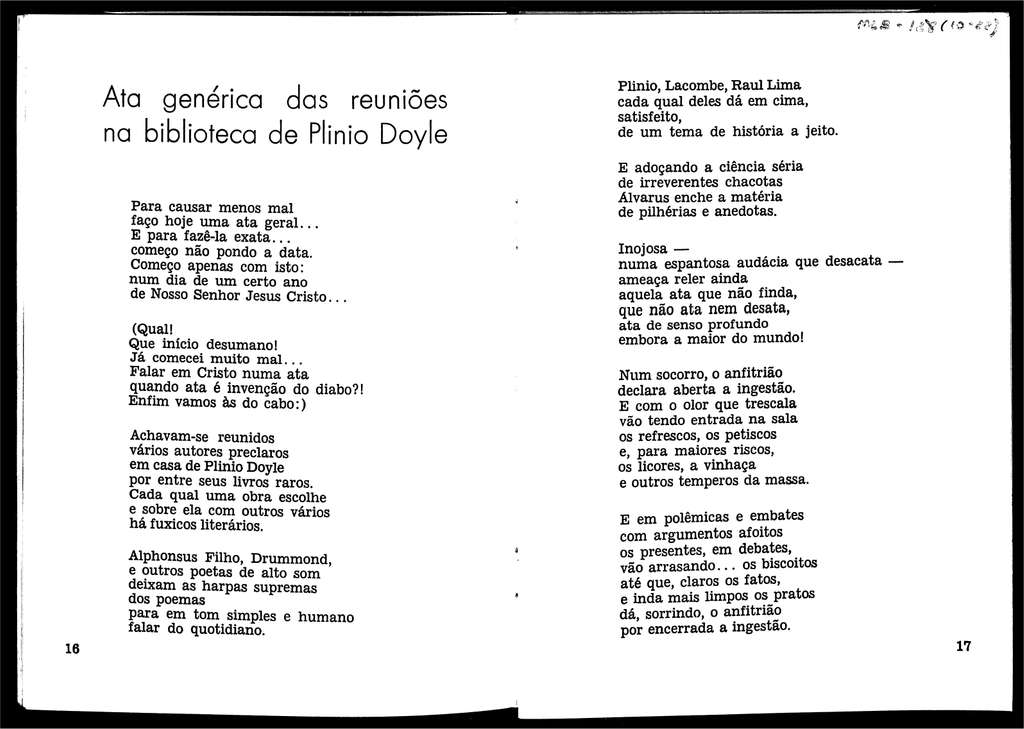 Ata genérica das reuniões
na biblioteca de Plinio Doyle
Para causar menos mal
faço hoje uma ata geral...
E para fazê-la exata...
começo não pondo a data.
Começo apenas com isto:
num dia de um certo ano
de Nosso Senhor Jesus Cristo...
(Qual!
Que início desumano!
Já comecei muito mal...
Falar em Cristo numa ata
quando ata é invenção do diabo?!
Enfim vamos às do cabo:)
Achavam-se reunidos
vários autores preclaros
em casa de Plinio Doyle
por entre seus livros raros.
Cada qual uma obra escolhe
e sobre ela com outros vários
há fuxicos literários.
Alphonsus Filho, Drummond,
e outros poetas de alto som
deixam as harpas supremas
dos poemas
para em tom simples e humano
falar do quotidiano.
16
Plinio, Lacombe, Raul Lima
cada qual deles dá em cima,
satisfeito,
de um tema de história a jeito.
E adoçando a ciência séria
de irreverentes chacotas
Álvarus enche a matéria
de pilhérias e anedotas.
Inojosa —
numa espantosa audácia que desacata —
ameaça reler ainda
aquela ata que não finda,
que não ata nem desata,
ata de senso profundo
embora a maior do mundo!
Num socorro, o anfitrião
declara aberta a ingestão.
E com o olor que trescala
vão tendo entrada na sala
os refrescos, os petiscos
e, para maiores riscos,
os licores, a vinhaça
e outros temperos da massa.
E em polêmicas e embates
com argumentos afoitos
os presentes, em debates,
vão arrasando... os biscoitos
até que, claros os fatos,
e inda mais limpos os pratos
dá, sorrindo, o anfitrião
por encerrada a ingestão.
17